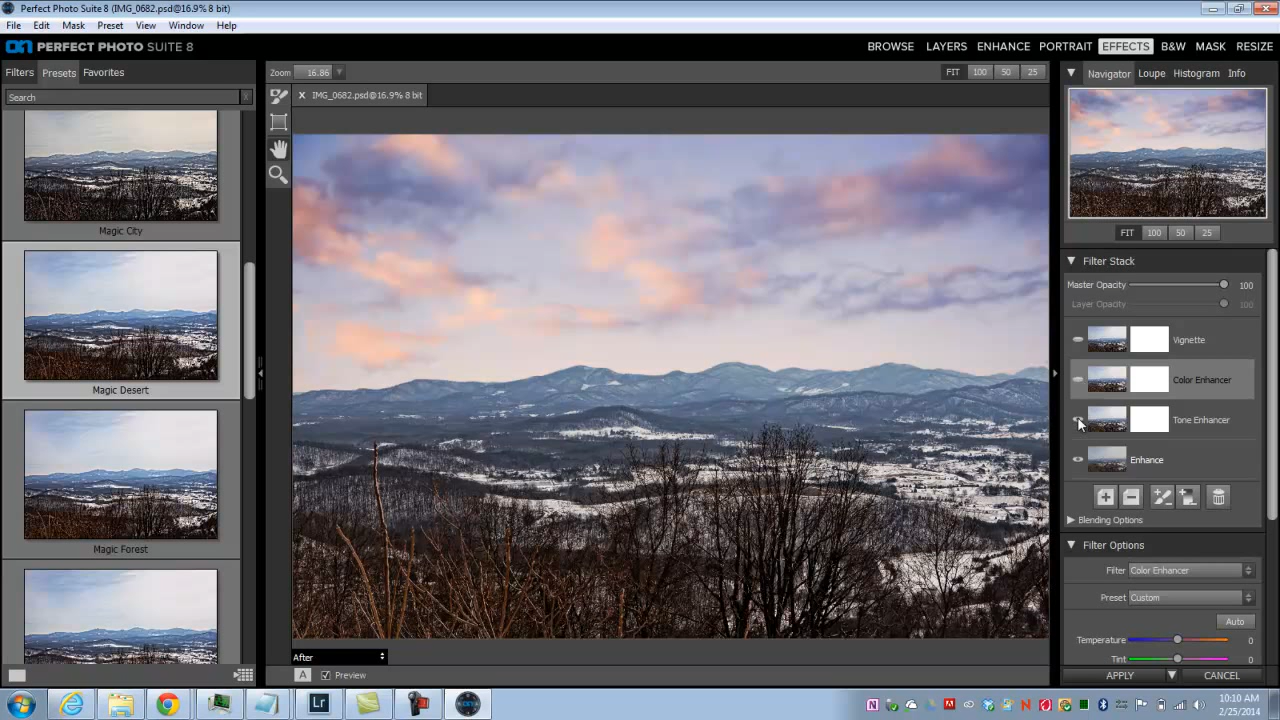 Perfect Photo Suite 8 (IMG_0682.psd@16.9% 8 bit)
File Edit Mask Preset View Window Help
on PERFECT PHOTO SUITE 8
BROWSE LAYERS ENHANCE PORTRAIT EFFECTS B&W MASK RESIZE
Filters Presets Favorites
Zoom 16.86
FIT 100 50 25
Navigator Loupe Histogram Info
Search x
X IMG_0682.psd@16.9% 8 bit
Magic City
FIT 100 50 25
Filter Stack
Master Opacity 100
Layer Opacity 100
Vignette
Magic Desert
Color Enhancer
Tone Enhancer
Enhance
Blending Options
Magic Forest
Filter Options
Filter Color Enhancer
Preset Custom
Auto
Temperature 0
Tint 0
After
A Preview
APPLY CANCEL
Lr
on
N
10:10 AM
2/25/2014